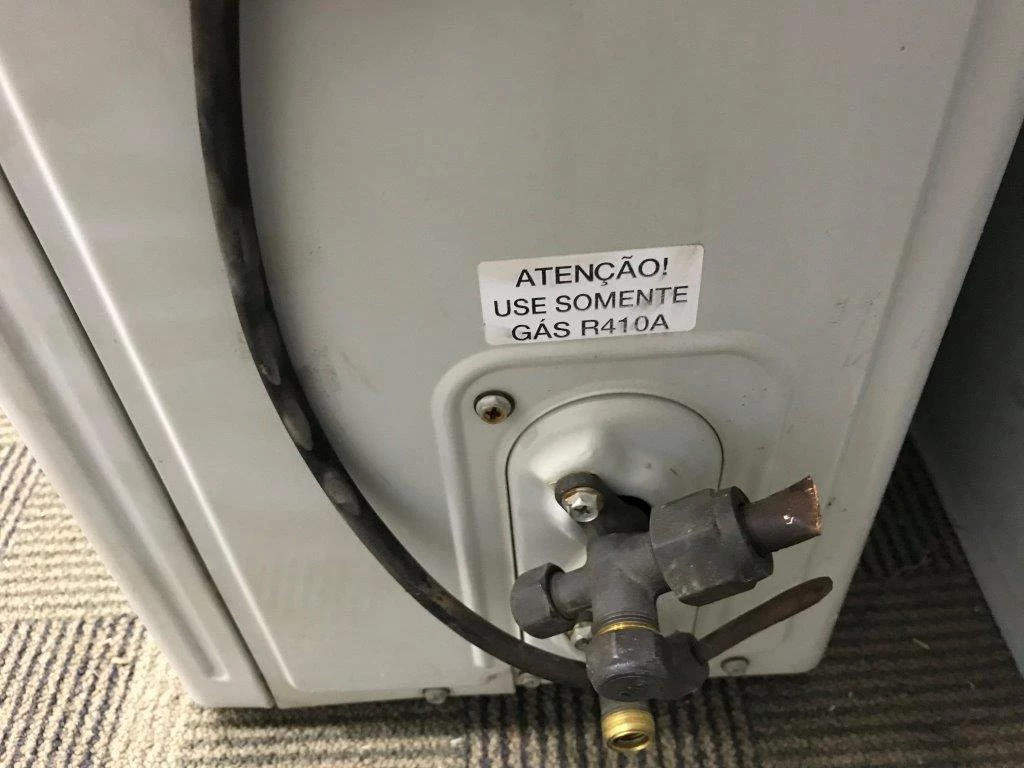 ATENÇÃO!
USE SOMENTE
GÁS R410A